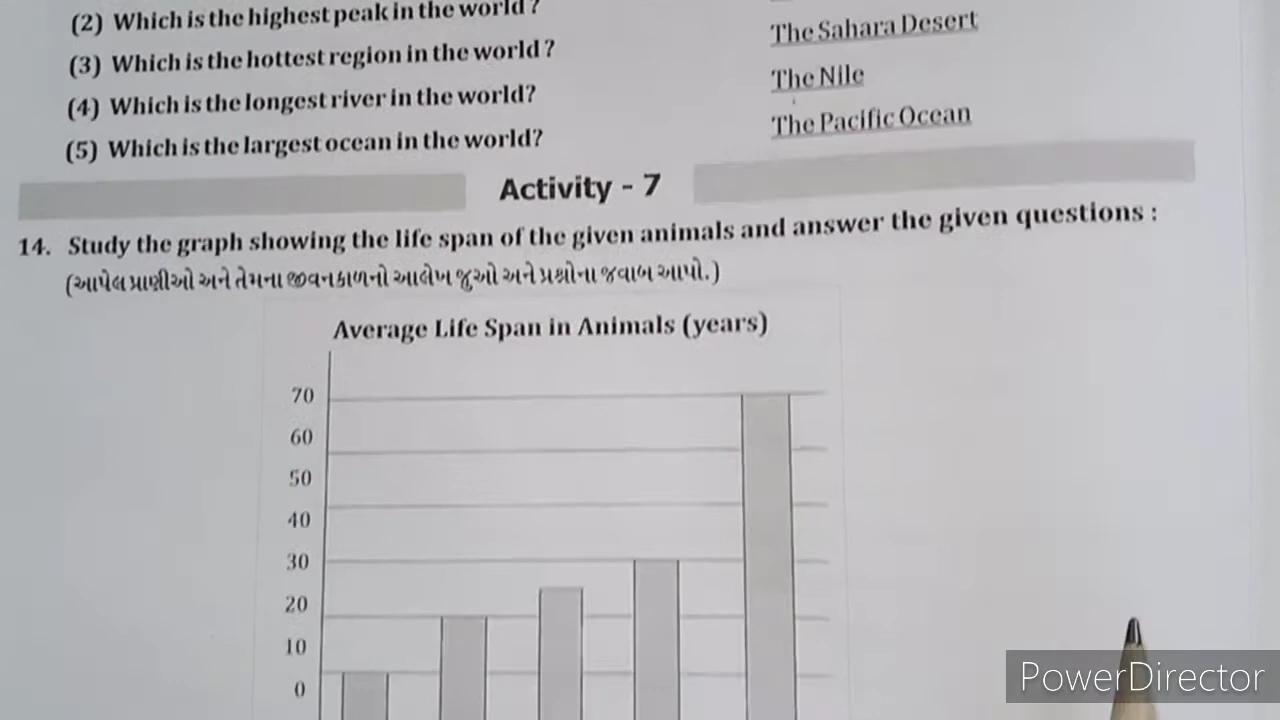 (2) Which is the highest peak in the world?
The Sahara Desert
(3) Which is the hottest region in the world?
The Nile
(4) Which is the longest river in the world?
The Pacific Ocean
(5) Which is the largest ocean in the world?
Activity - 7
14. Study the graph showing the life span of the given animals and answer the given questions :
(આપેલ પ્રાણીઓ અને તેમના જીવનકાળનો આલેખ જુઓ અને પ્રશ્નોના જવાબ આપો.)
Average Life Span in Animals (years)
70
60
50
40
30
20
10
0
PowerDirector